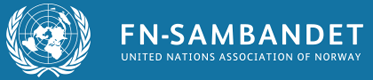 FN-SAMBANDET
UNITED NATIONS ASSOCIATION OF NORWAY